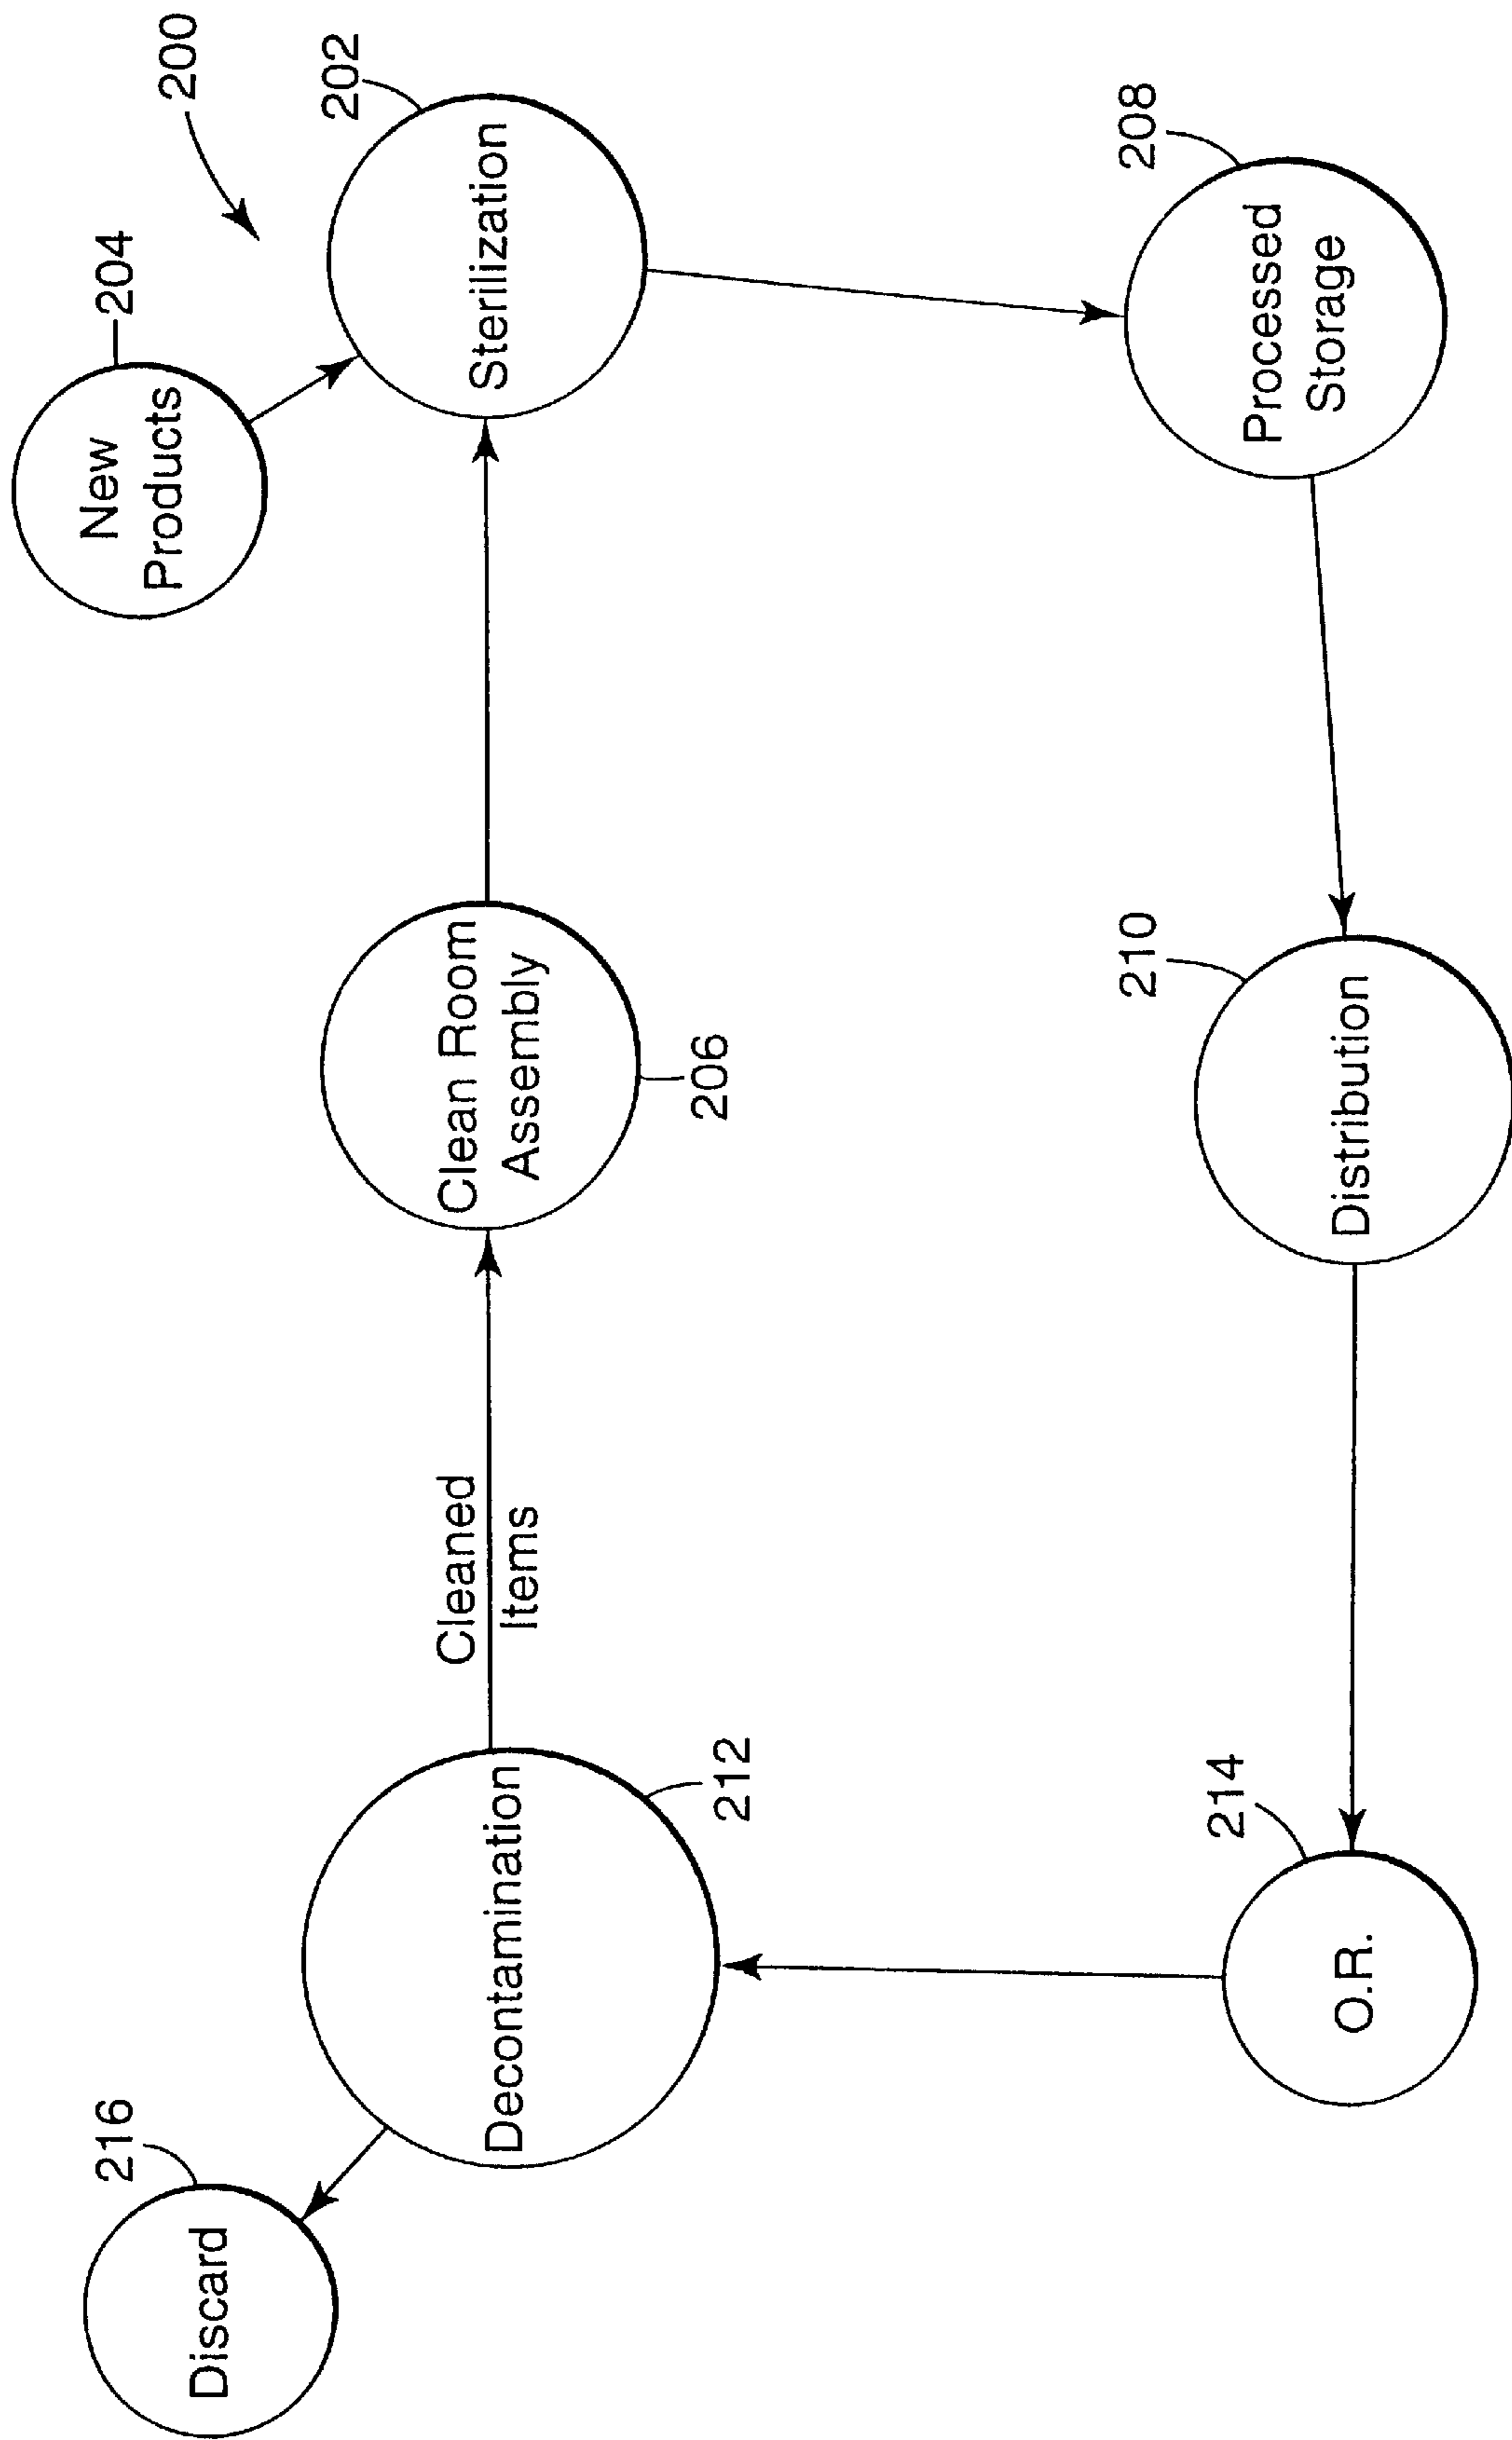 200
New
Products
204
Sterilization
202
Clean Room
Assembly
206
Cleaned
Items
Decontamination
212
Discard
216
Processed
Storage
208
Distribution
210
O.R.
214